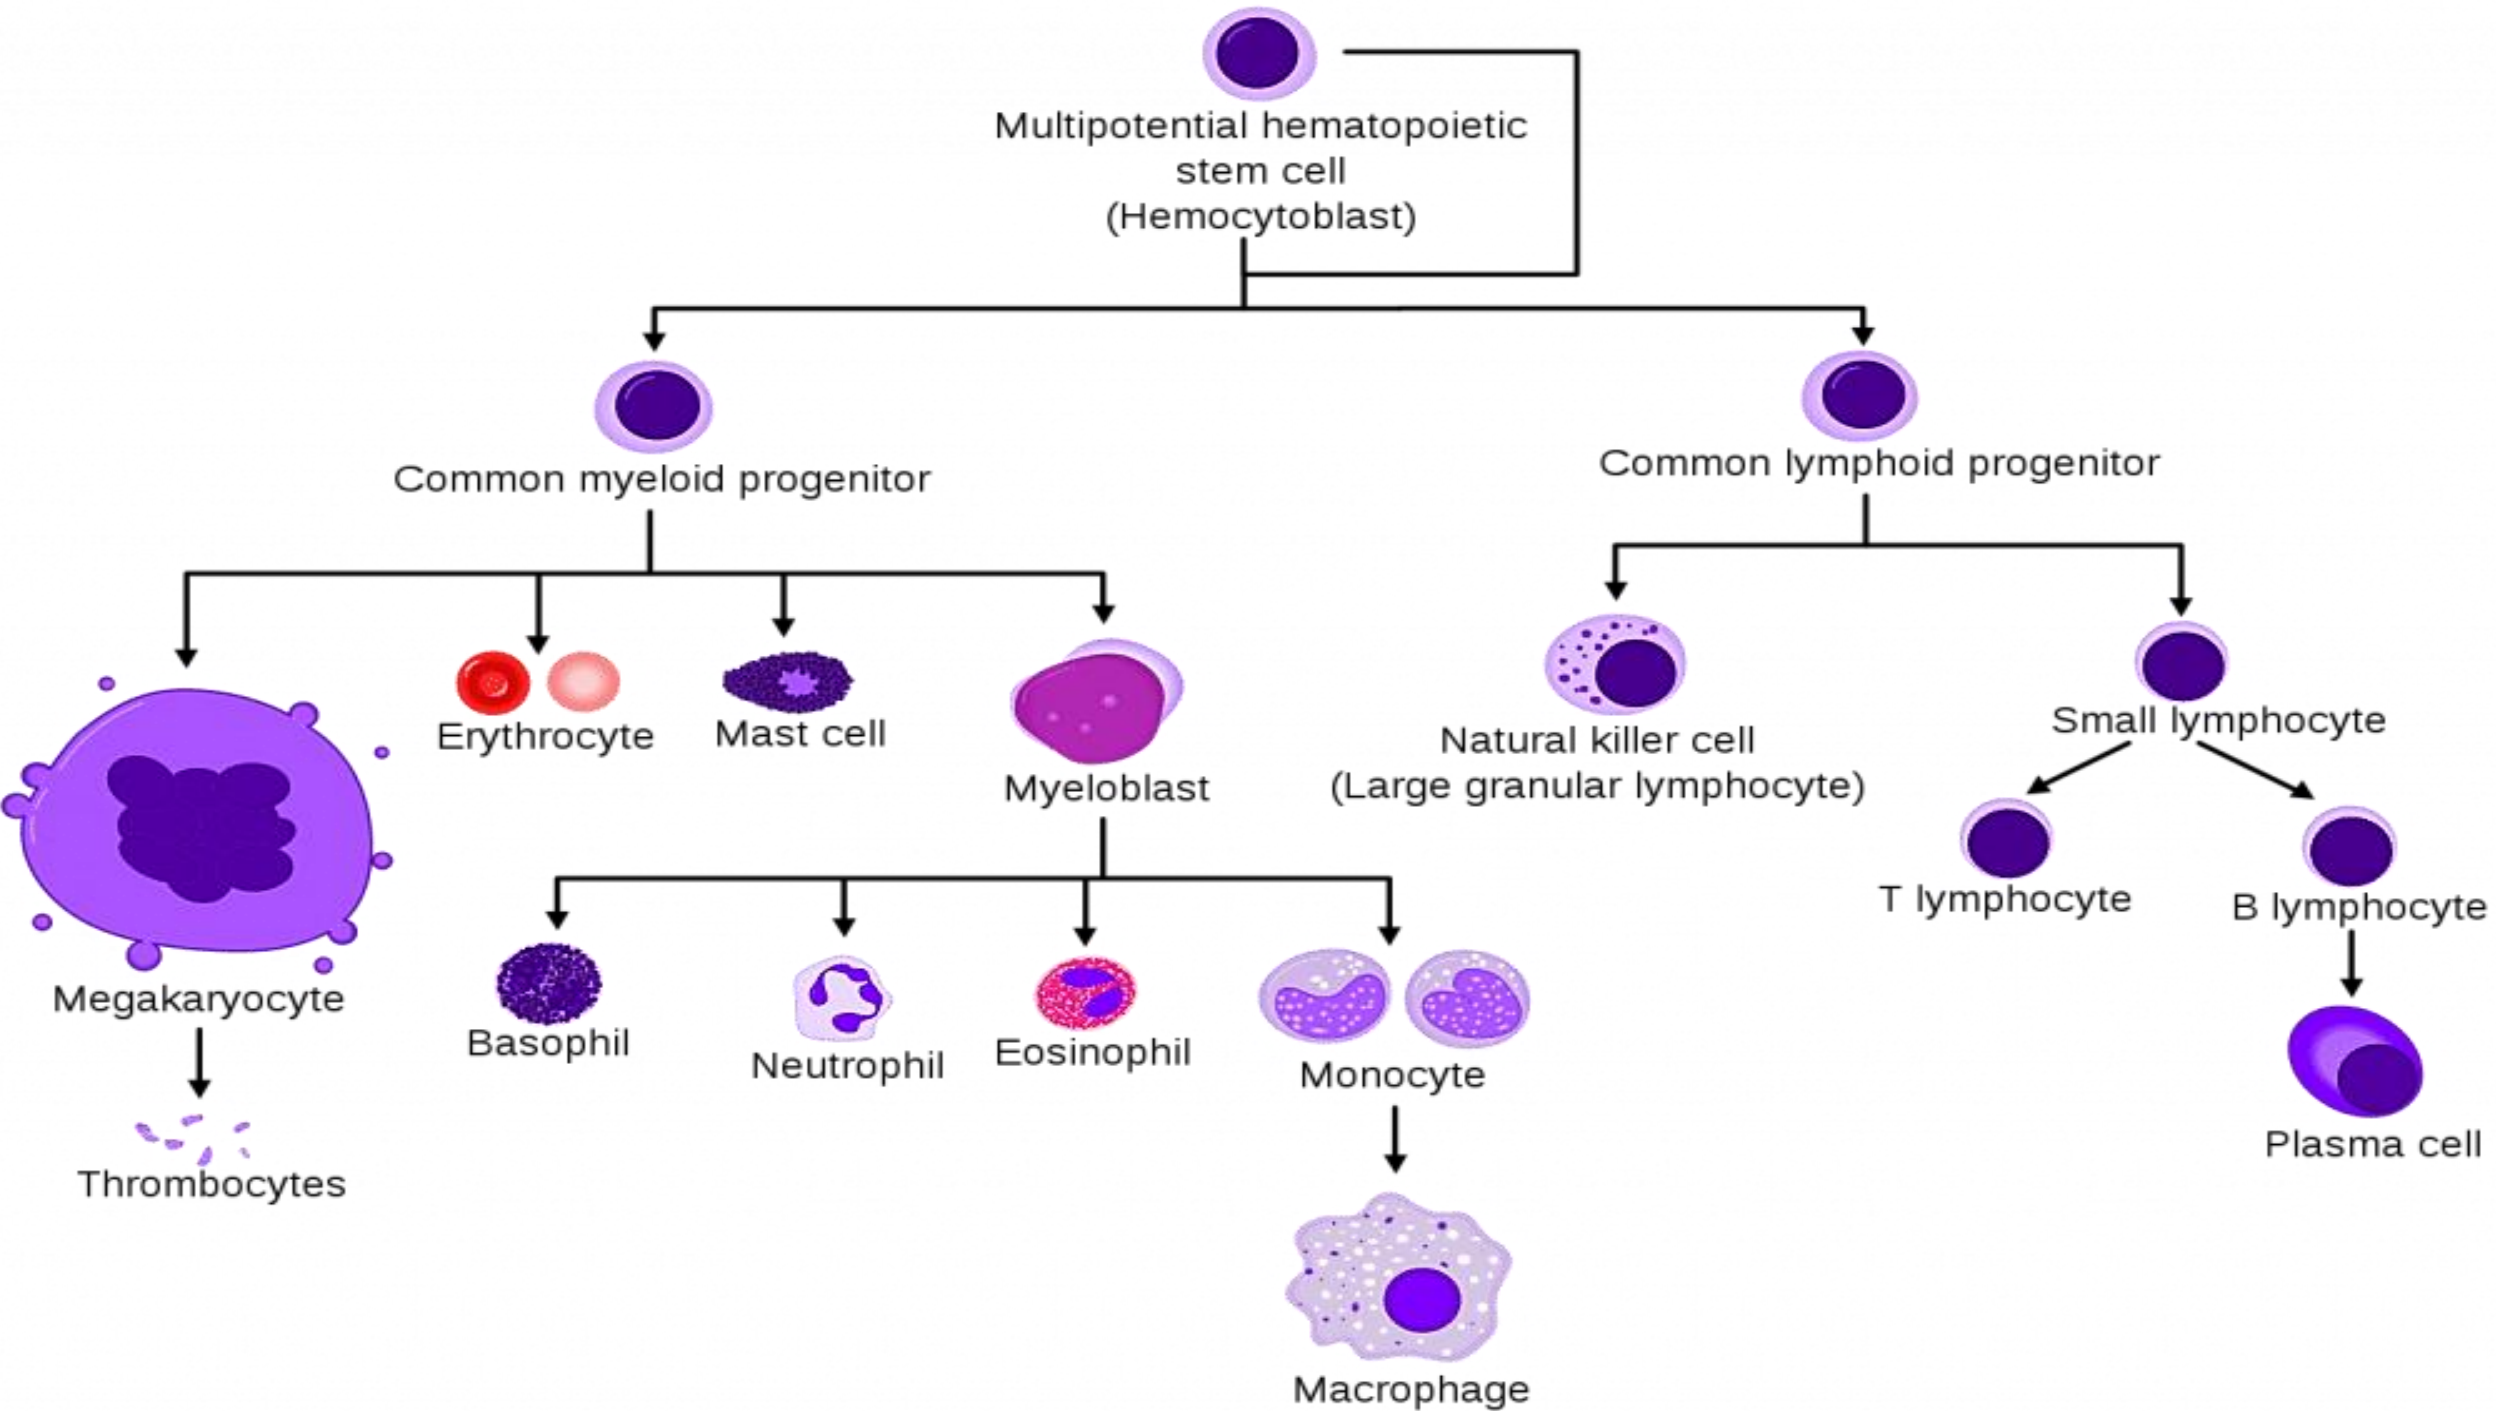 Multipotential hematopoietic
stem cell
(Hemocytoblast)
Common myeloid progenitor
Common lymphoid progenitor
Erythrocyte
Mast cell
Myeloblast
Natural killer cell
(Large granular lymphocyte)
Small lymphocyte
T lymphocyte
B lymphocyte
Megakaryocyte
Basophil
Neutrophil
Eosinophil
Monocyte
Plasma cell
Thrombocytes
Macrophage